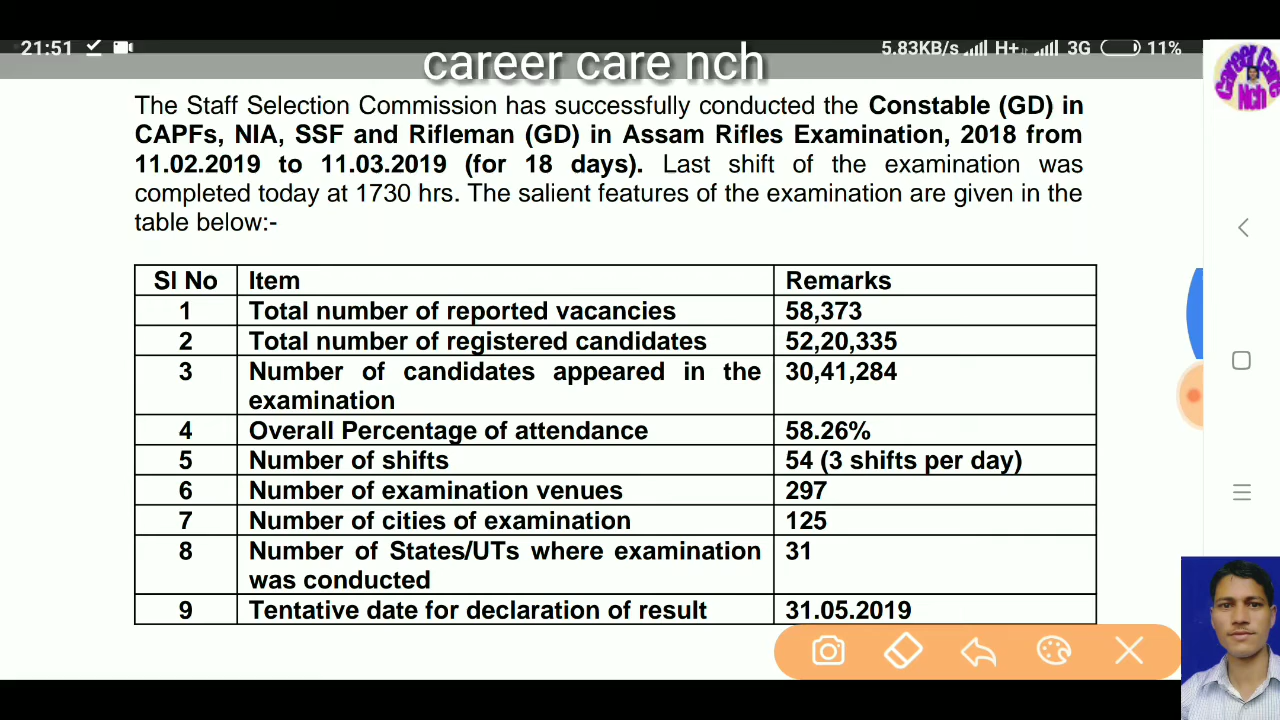 21:51 5.83KB/s H+ 3G 11%
career care nch
Career Care Nch
The Staff Selection Commission has successfully conducted the Constable (GD) in
CAPFs, NIA, SSF and Rifleman (GD) in Assam Rifles Examination, 2018 from
11.02.2019 to 11.03.2019 (for 18 days). Last shift of the examination was
completed today at 1730 hrs. The salient features of the examination are given in the
table below:-
Sl No Item Remarks
1 Total number of reported vacancies 58,373
2 Total number of registered candidates 52,20,335
3 Number of candidates appeared in the 30,41,284
examination
4 Overall Percentage of attendance 58.26%
5 Number of shifts 54 (3 shifts per day)
6 Number of examination venues 297
7 Number of cities of examination 125
8 Number of States/UTs where examination 31
was conducted
9 Tentative date for declaration of result 31.05.2019